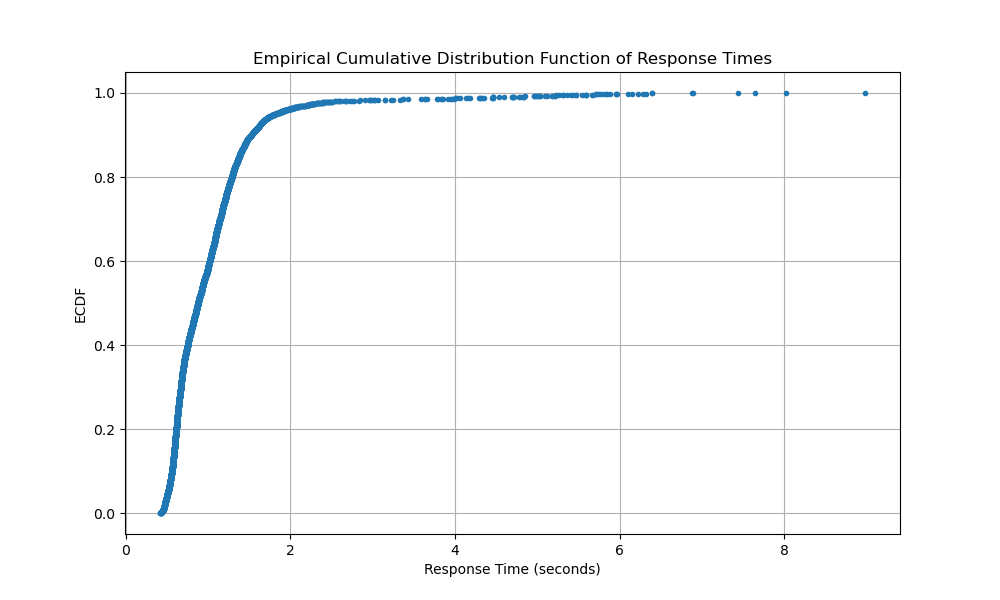 Empirical Cumulative Distribution Function of Response Times
1.0
0.8
0.6
0.4
0.2
0.0
ECDF
0 2 4 6 8
Response Time (seconds)